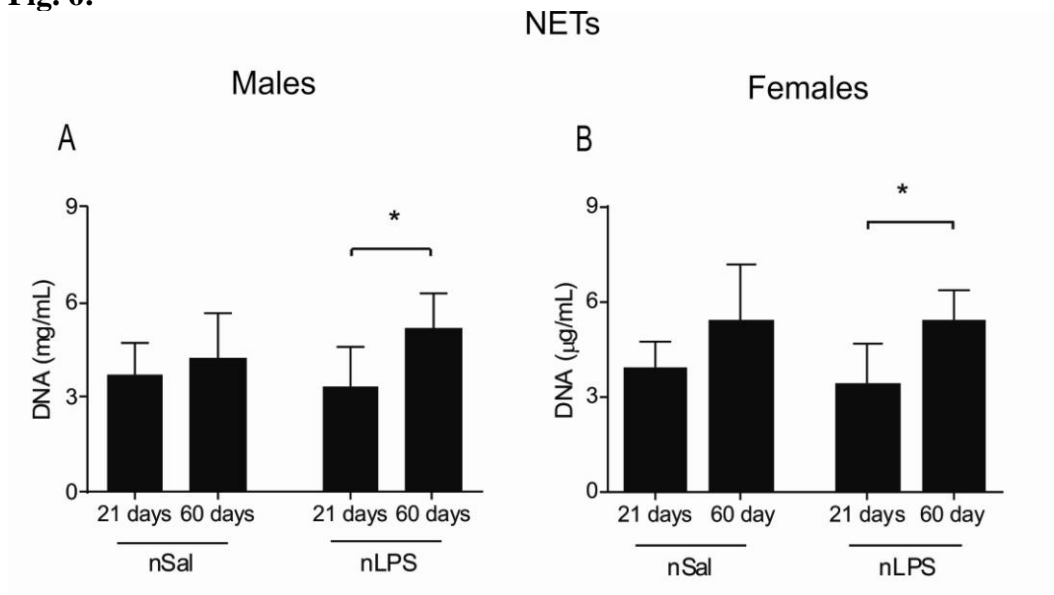 Fig. 6.
NETs
Males
Females
A
B
9
6
3
0
DNA (mg/mL)
*
21 days 60 days
21 days 60 days
nSal
nLPS
9
6
3
0
DNA (μg/mL)
*
21 days 60 day
21 days 60 day
nSal
nLPS